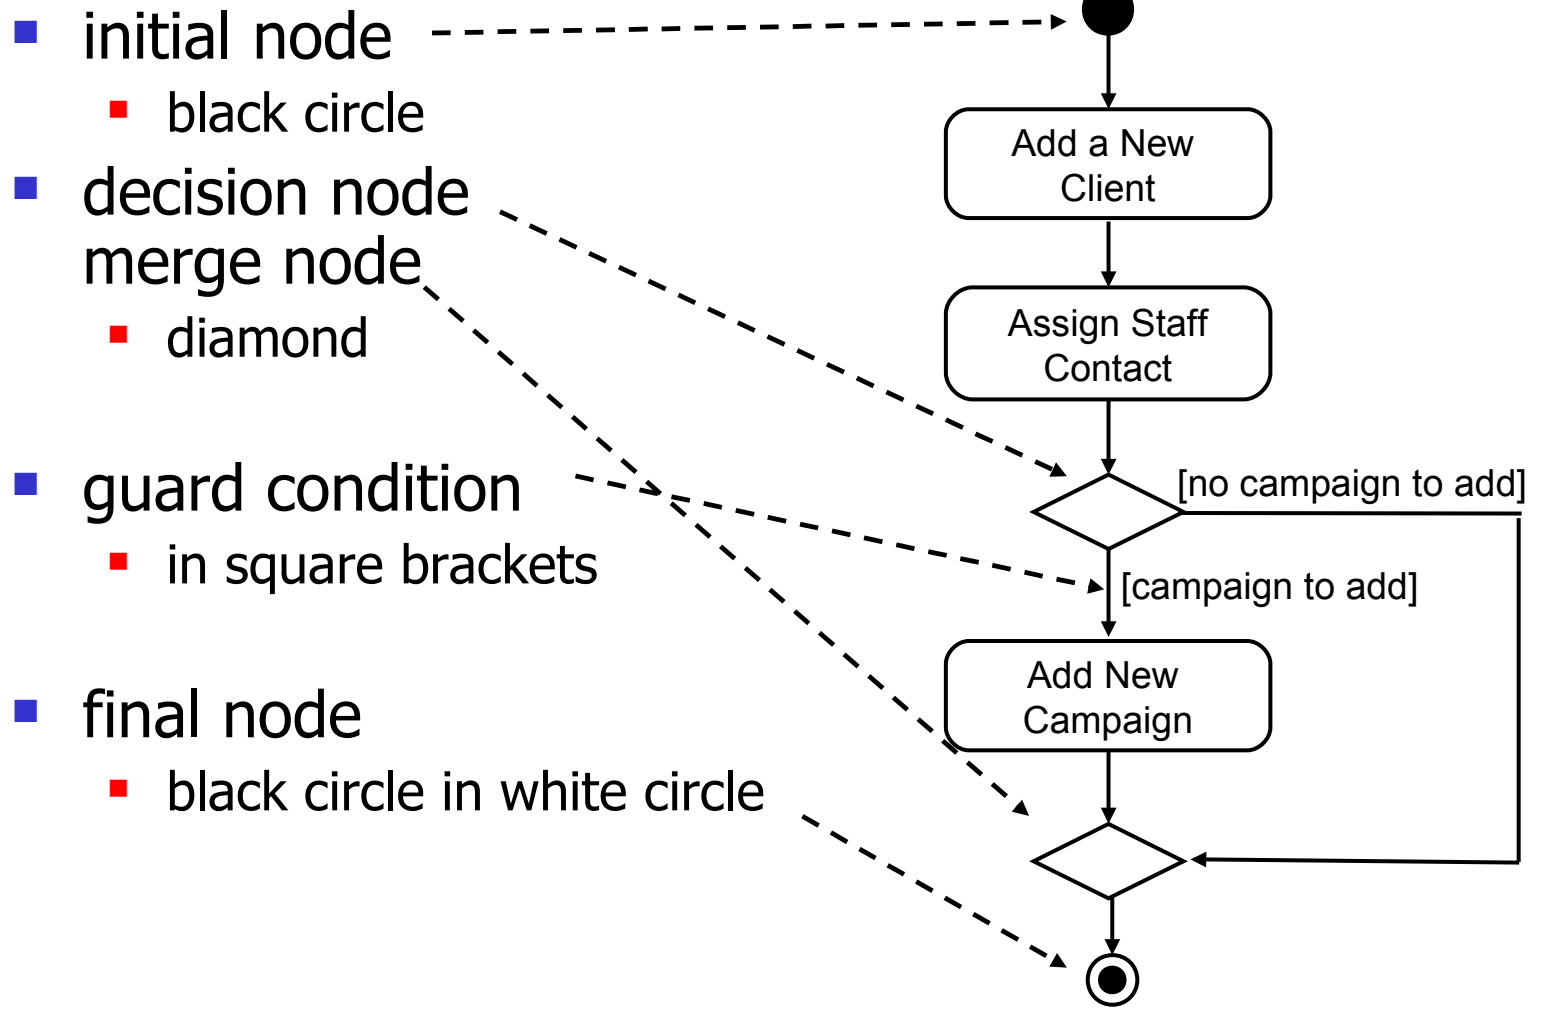 initial node
black circle
decision node
merge node
diamond
guard condition
in square brackets
final node
black circle in white circle
Add a New
Client
Assign Staff
Contact
[no campaign to add]
[campaign to add]
Add New
Campaign